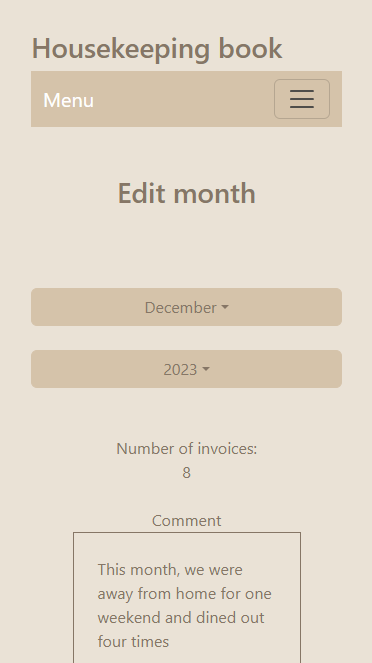 Housekeeping book
Menu
Edit month
December
2023
Number of invoices:
8
Comment
This month, we were
away from home for one
weekend and dined out
four times